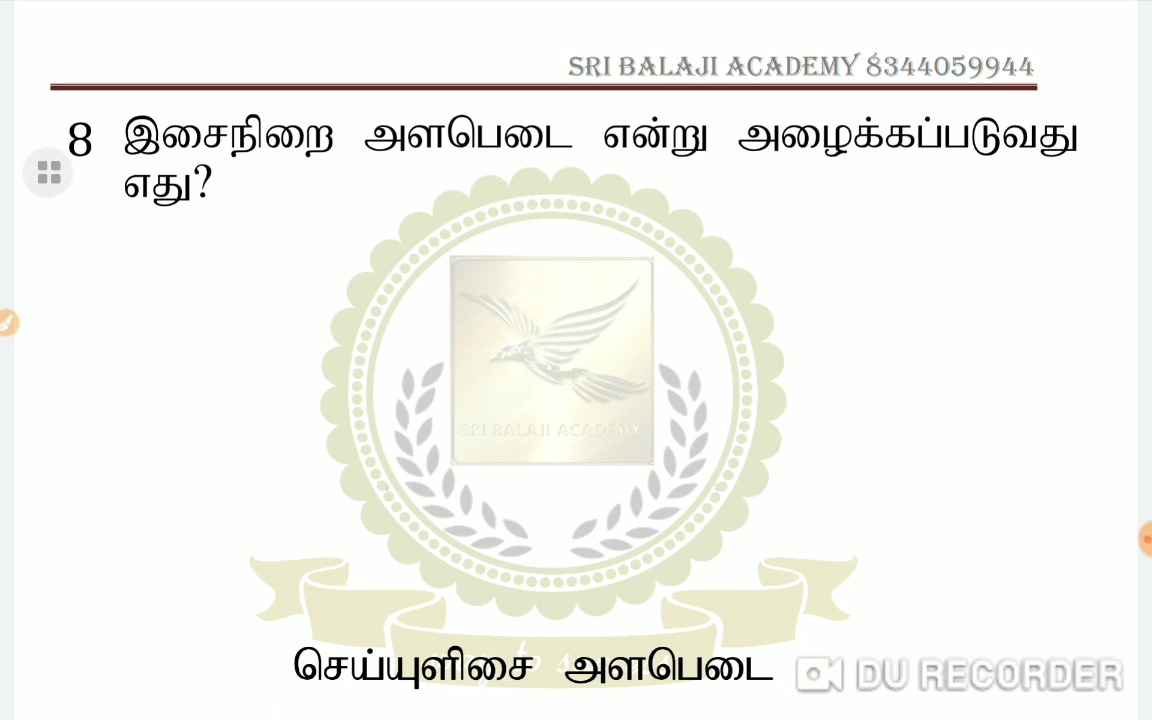 SRI BALAJI ACADEMY 8344059944
8 இசைநிறை அளபெடை என்று அழைக்கப்படுவது
எது?
SRI BALAJI ACADEMY
செய்யுளிசை அளபெடை
DU RECORDER